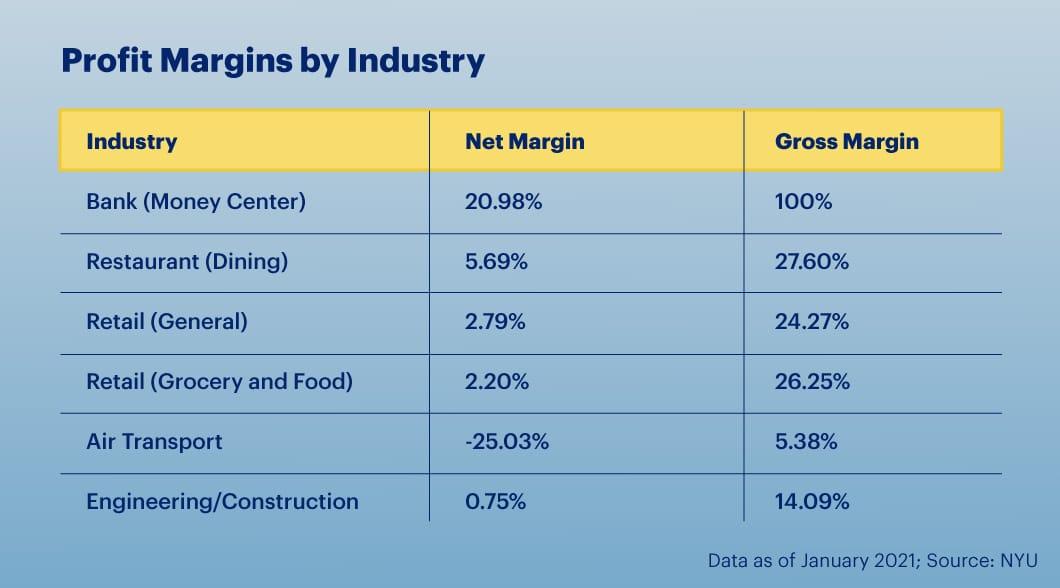 Profit Margins by Industry
Industry Net Margin Gross Margin
Bank (Money Center) 20.98% 100%
Restaurant (Dining) 5.69% 27.60%
Retail (General) 2.79% 24.27%
Retail (Grocery and Food) 2.20% 26.25%
Air Transport -25.03% 5.38%
Engineering/Construction 0.75% 14.09%
Data as of January 2021; Source: NYU